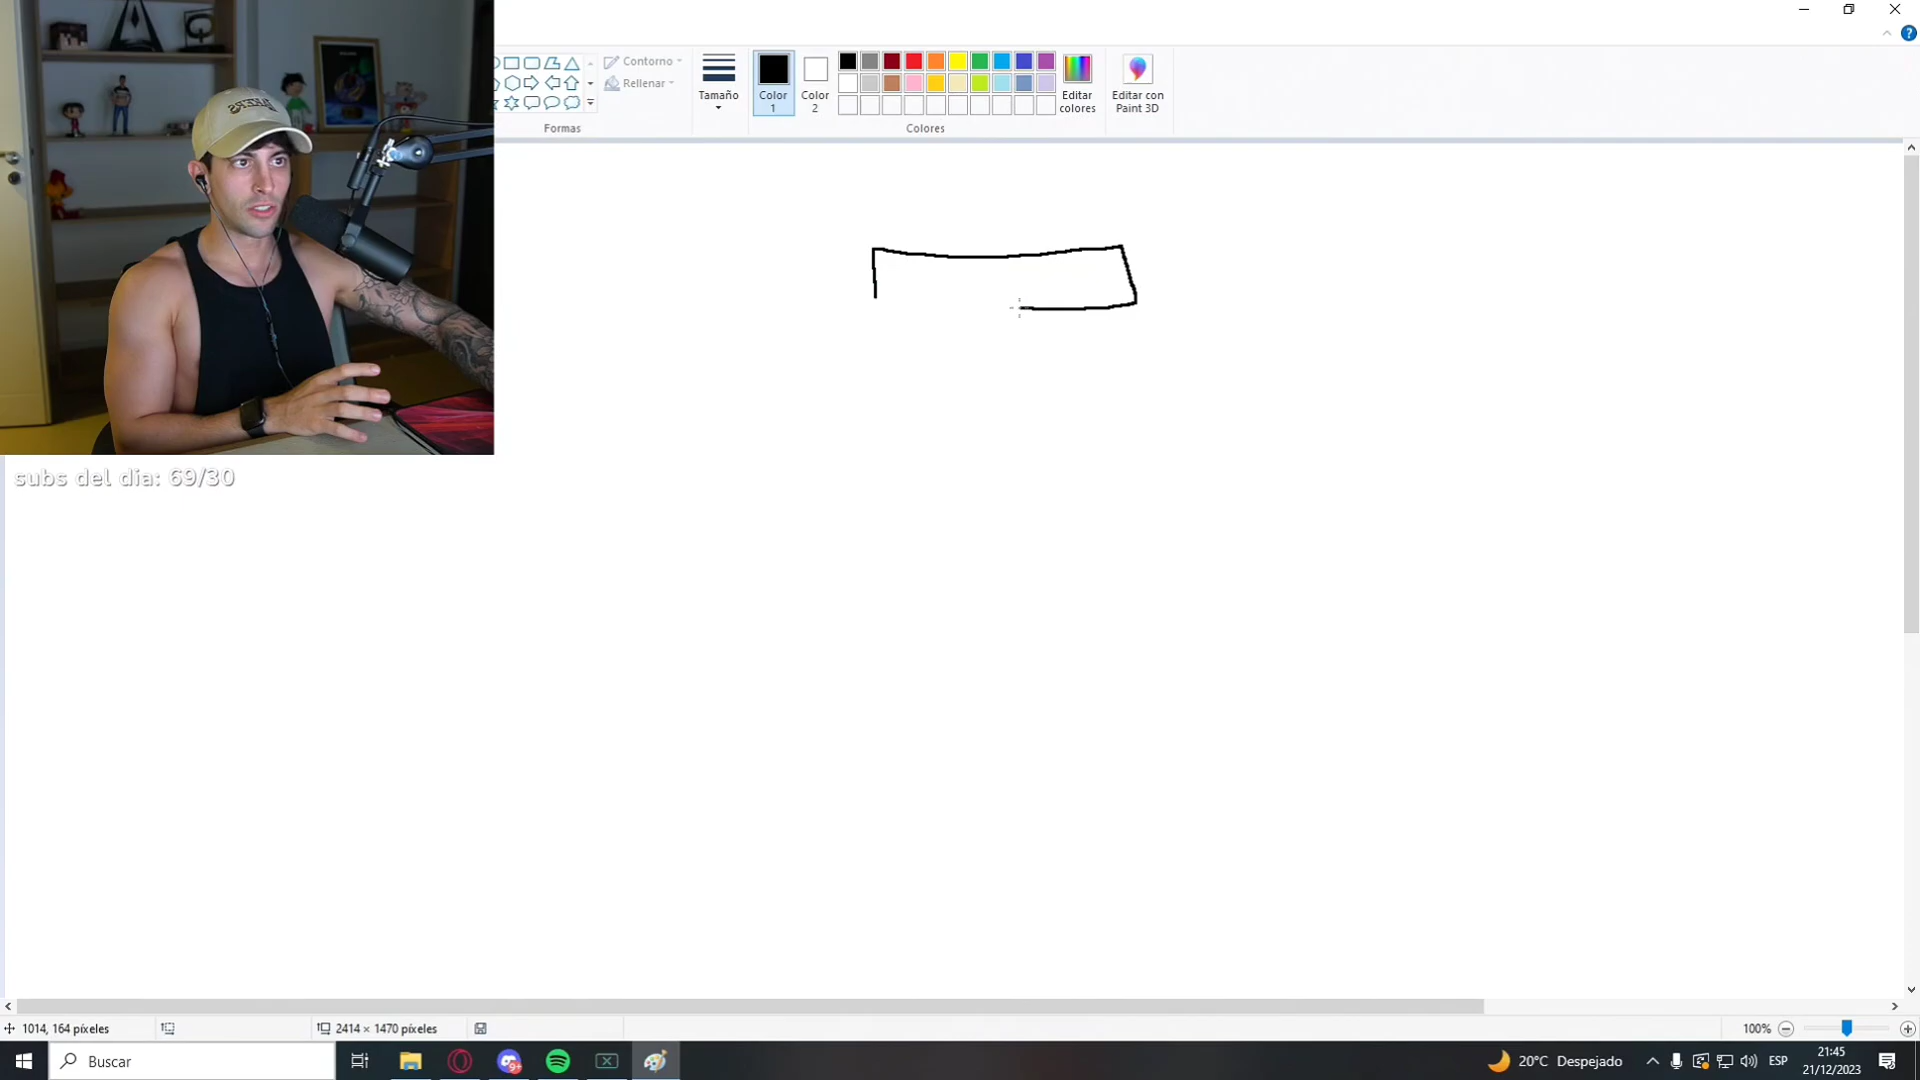 Contorno
Rellenar
Formas
Tamaño
Color
1
Color
2
Colores
Editar
colores
Editar con
Paint 3D
subs del dia: 69/30
1014, 164 píxeles
2414 × 1470 píxeles
100%
Buscar
9+
20°C Despejado
ESP
21:45
21/12/2023